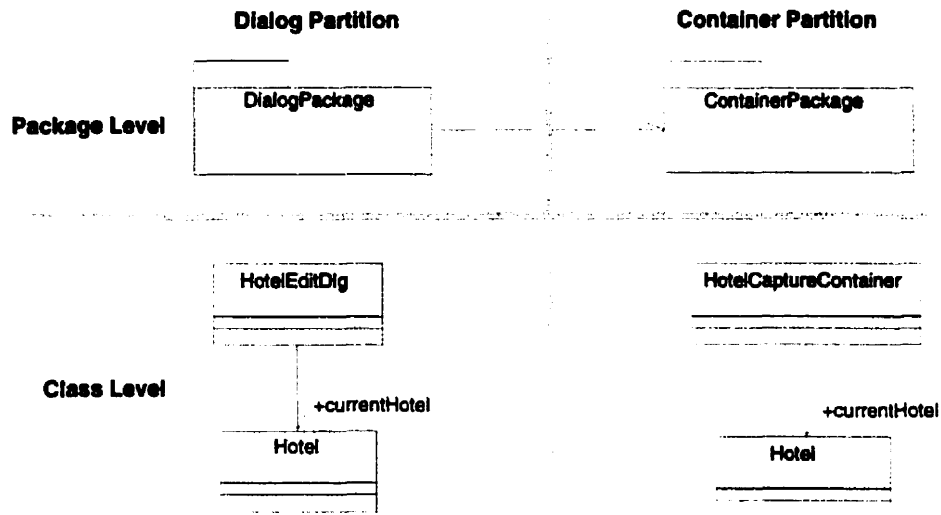 Dialog Partition
Container Partition
DialogPackage
ContainerPackage
Package Level
HotelEditDlg
HotelCaptureContainer
Class Level
+currentHotel
+currentHotel
Hotel
Hotel